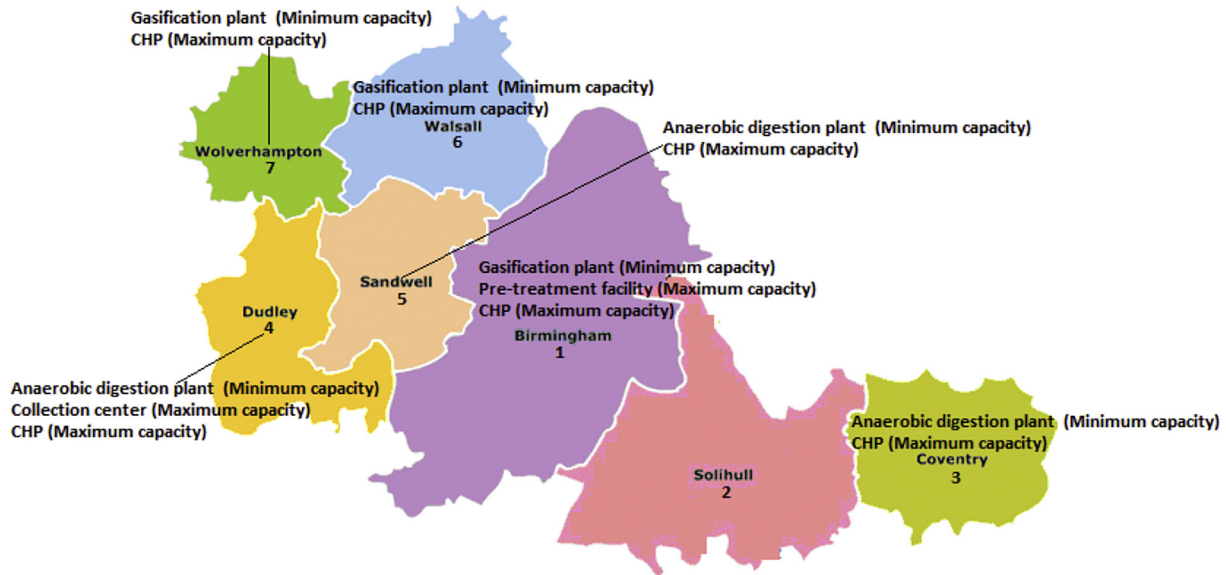 Gasification plant (Minimum capacity)
CHP (Maximum capacity)
Gasification plant (Minimum capacity)
CHP (Maximum capacity)
Walsall
6
Anaerobic digestion plant (Minimum capacity)
CHP (Maximum capacity)
Wolverhampton
7
Gasification plant (Minimum capacity)
Pre-treatment facility (Maximum capacity)
CHP (Maximum capacity)
Birmingham
1
Sandwell
5
Dudley
4
Anaerobic digestion plant (Minimum capacity)
Collection center (Maximum capacity)
CHP (Maximum capacity)
Anaerobic digestion plant (Minimum capacity)
CHP (Maximum capacity)
Coventry
3
Solihull
2